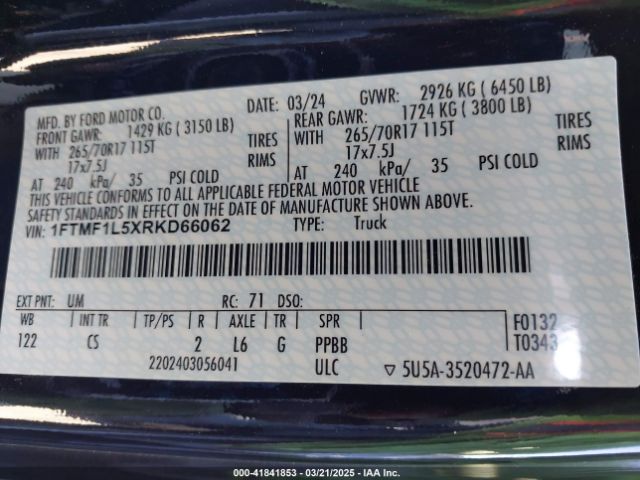 MFD. BY FORD MOTOR CO.
DATE: 03/24 GVWR: 2926 KG ( 6450 LB)
FRONT GAWR: 1429 KG ( 3150 LB) REAR GAWR: 1724 KG ( 3800 LB)
WITH 265/70R17 115T TIRES WITH 265/70R17 115T TIRES
17x7.5J RIMS 17x7.5J RIMS
AT 240 kPa/ 35 PSI COLD AT 240 kPa/ 35 PSI COLD
THIS VEHICLE CONFORMS TO ALL APPLICABLE FEDERAL MOTOR VEHICLE
SAFETY STANDARDS IN EFFECT ON THE DATE OF MANUFACTURE SHOWN ABOVE.
VIN: 1FTMF1L5XRKD66062 TYPE: Truck
EXT PNT: UM RC: 71 DSO:
WB INT TR TP/PS R AXLE TR SPR F0132
122 CS 2 L6 G PPBB T0343
2202403056041 ULC ▽ 5U5A-3520472-AA
000-41841853 - 03/21/2025 - IAA Inc.